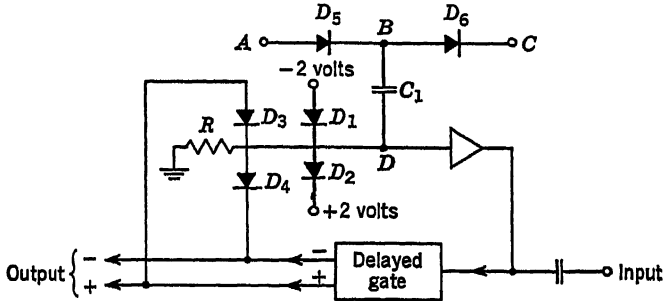 D5 D6
A B C
−2 volts
C1
D3 D1
R
D
D4 D2
+2 volts
Output { − − Delayed gate Input
+ +